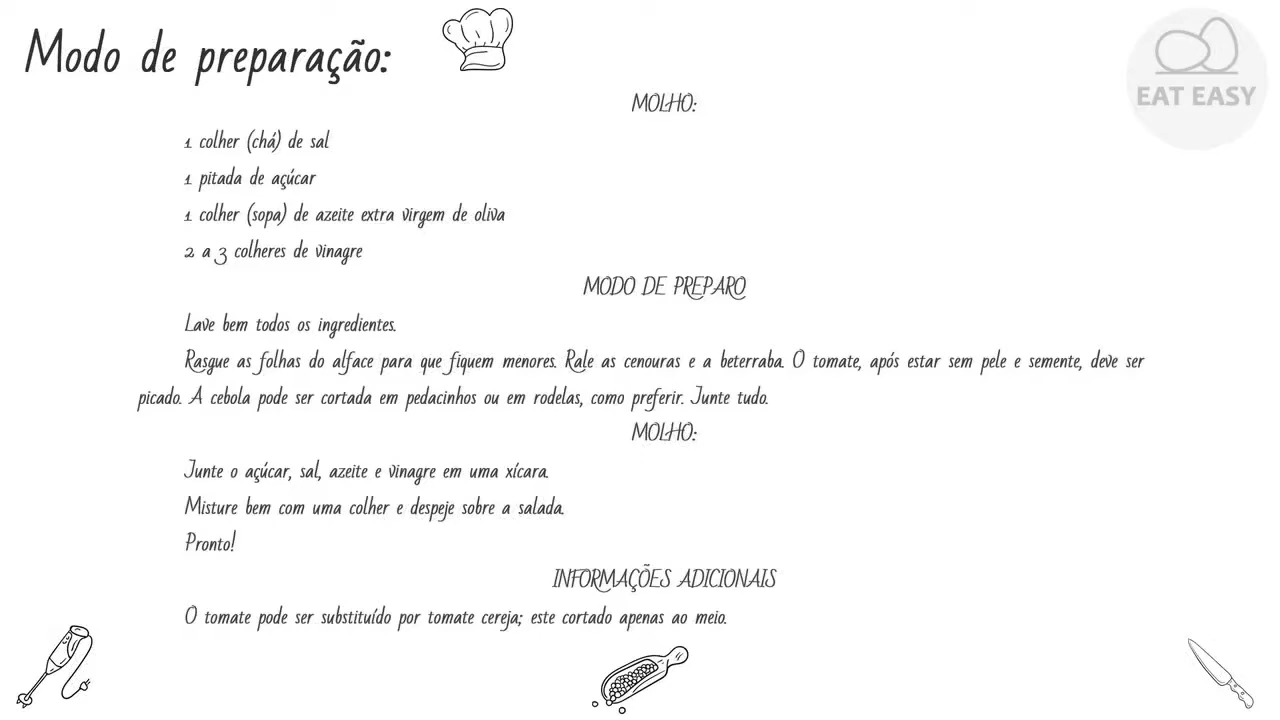 Modo de preparação:
EAT EASY
MOLHO:
1 colher (chá) de sal
1 pitada de açúcar
1 colher (sopa) de azeite extra virgem de oliva
2 a 3 colheres de vinagre
MODO DE PREPARO
Lave bem todos os ingredientes.
Rasgue as folhas do alface para que fiquem menores. Rale as cenouras e a beterraba. O tomate, após estar sem pele e semente, deve ser
picado. A cebola pode ser cortada em pedacinhos ou em rodelas, como preferir. Junte tudo.
MOLHO:
Junte o açúcar, sal, azeite e vinagre em uma xícara.
Misture bem com uma colher e despeje sobre a salada.
Pronto!
INFORMAÇÕES ADICIONAIS
O tomate pode ser substituído por tomate cereja; este cortado apenas ao meio.